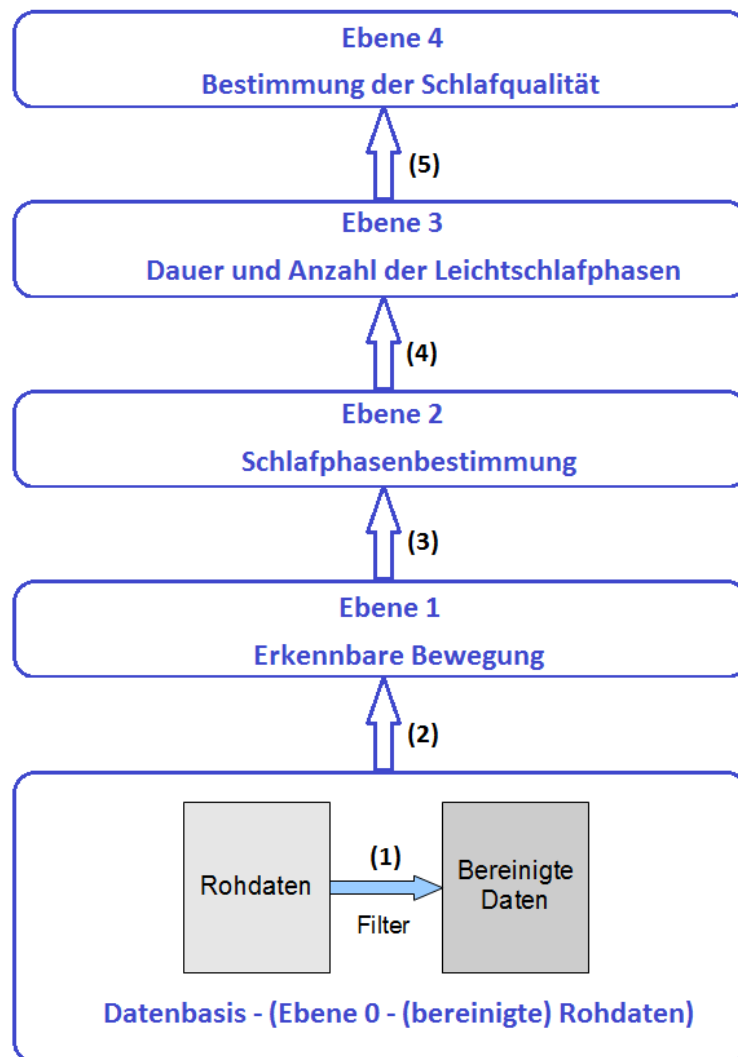 Ebene 4
Bestimmung der Schlafqualität
(5)
Ebene 3
Dauer und Anzahl der Leichtschlafphasen
(4)
Ebene 2
Schlafphasenbestimmung
(3)
Ebene 1
Erkennbare Bewegung
(2)
(1)
Rohdaten
Bereinigte
Daten
Filter
Datenbasis - (Ebene 0 - (bereinigte) Rohdaten)